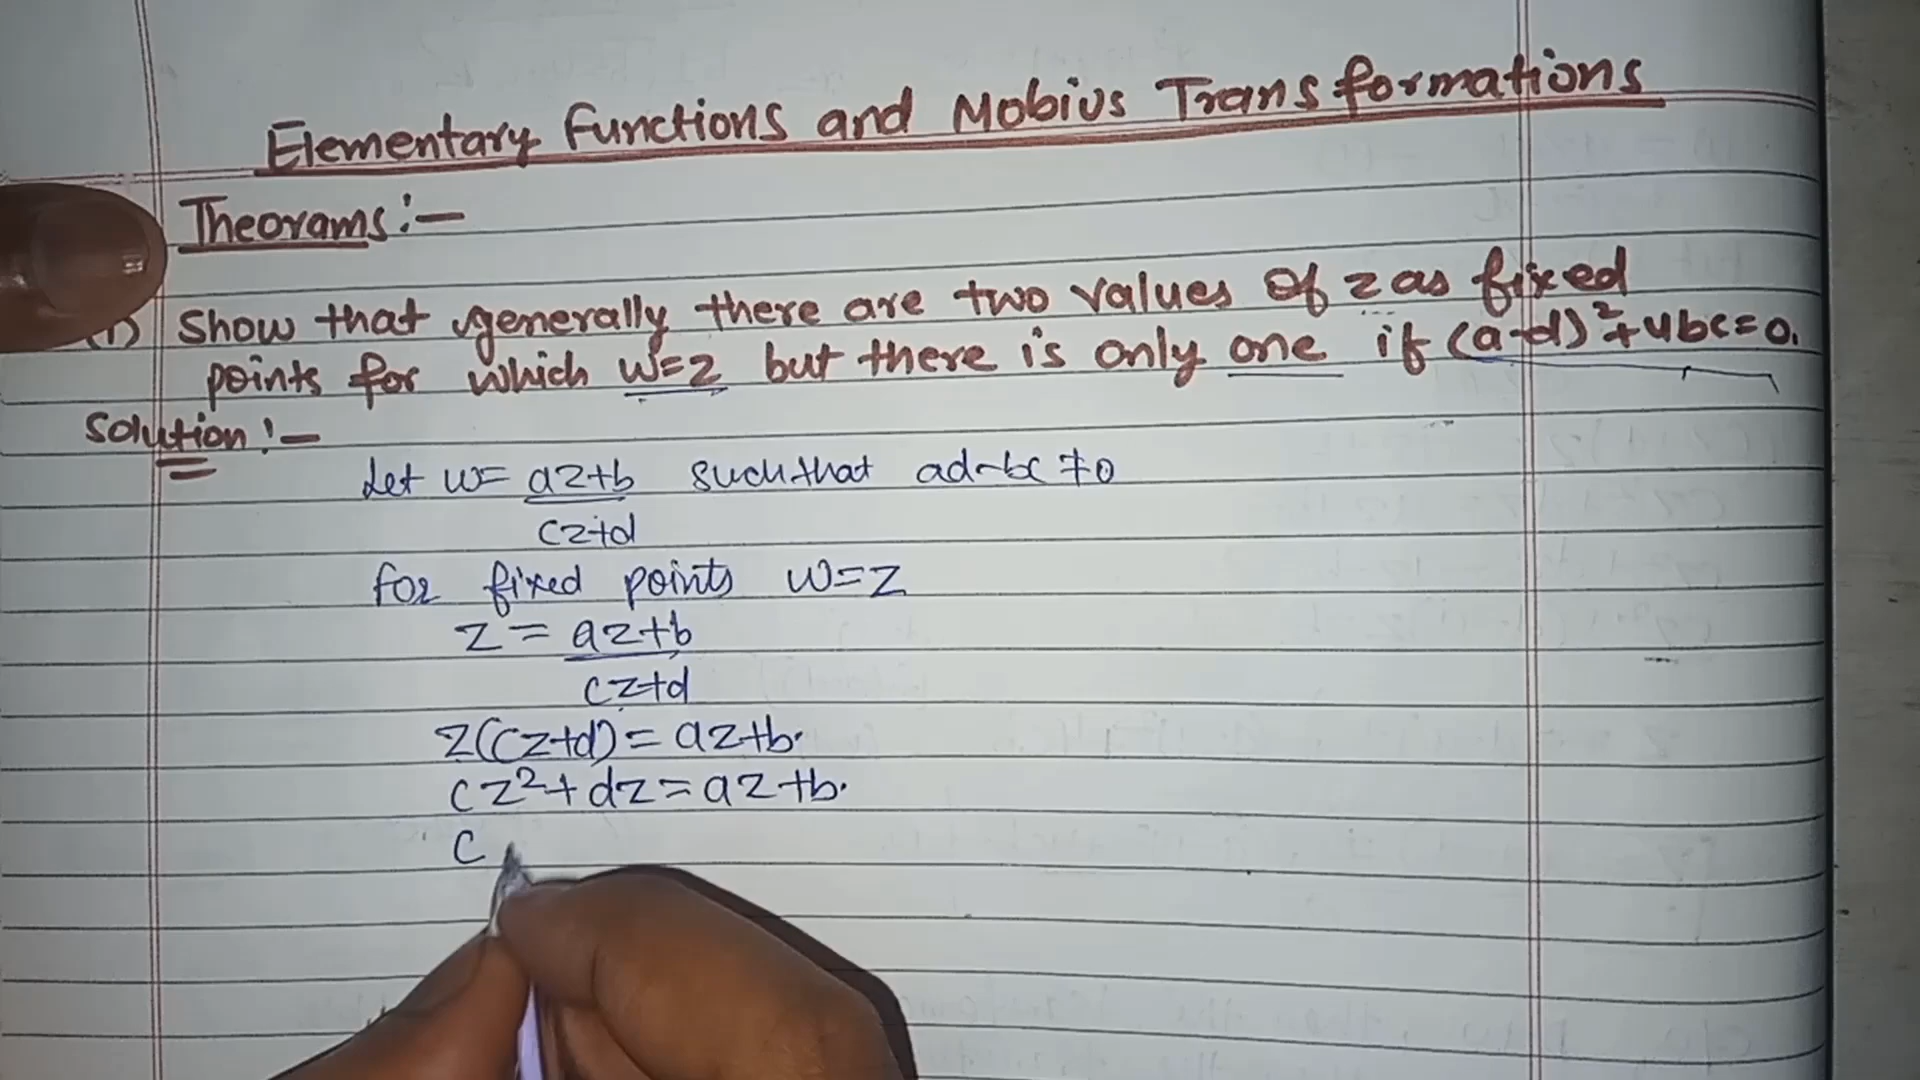 Elementary Functions and Mobius Transformations
Theorams:-
1) Show that generally there are two values of z as fixed
points for which w=z but there is only one if (a-d)²+4bc=0.
Solution:-
Let w= az+b such that ad-bc≠0
cz+d
for fixed points w=z
z = az+b
cz+d
z(cz+d)=az+b.
cz²+dz=az+b.
c